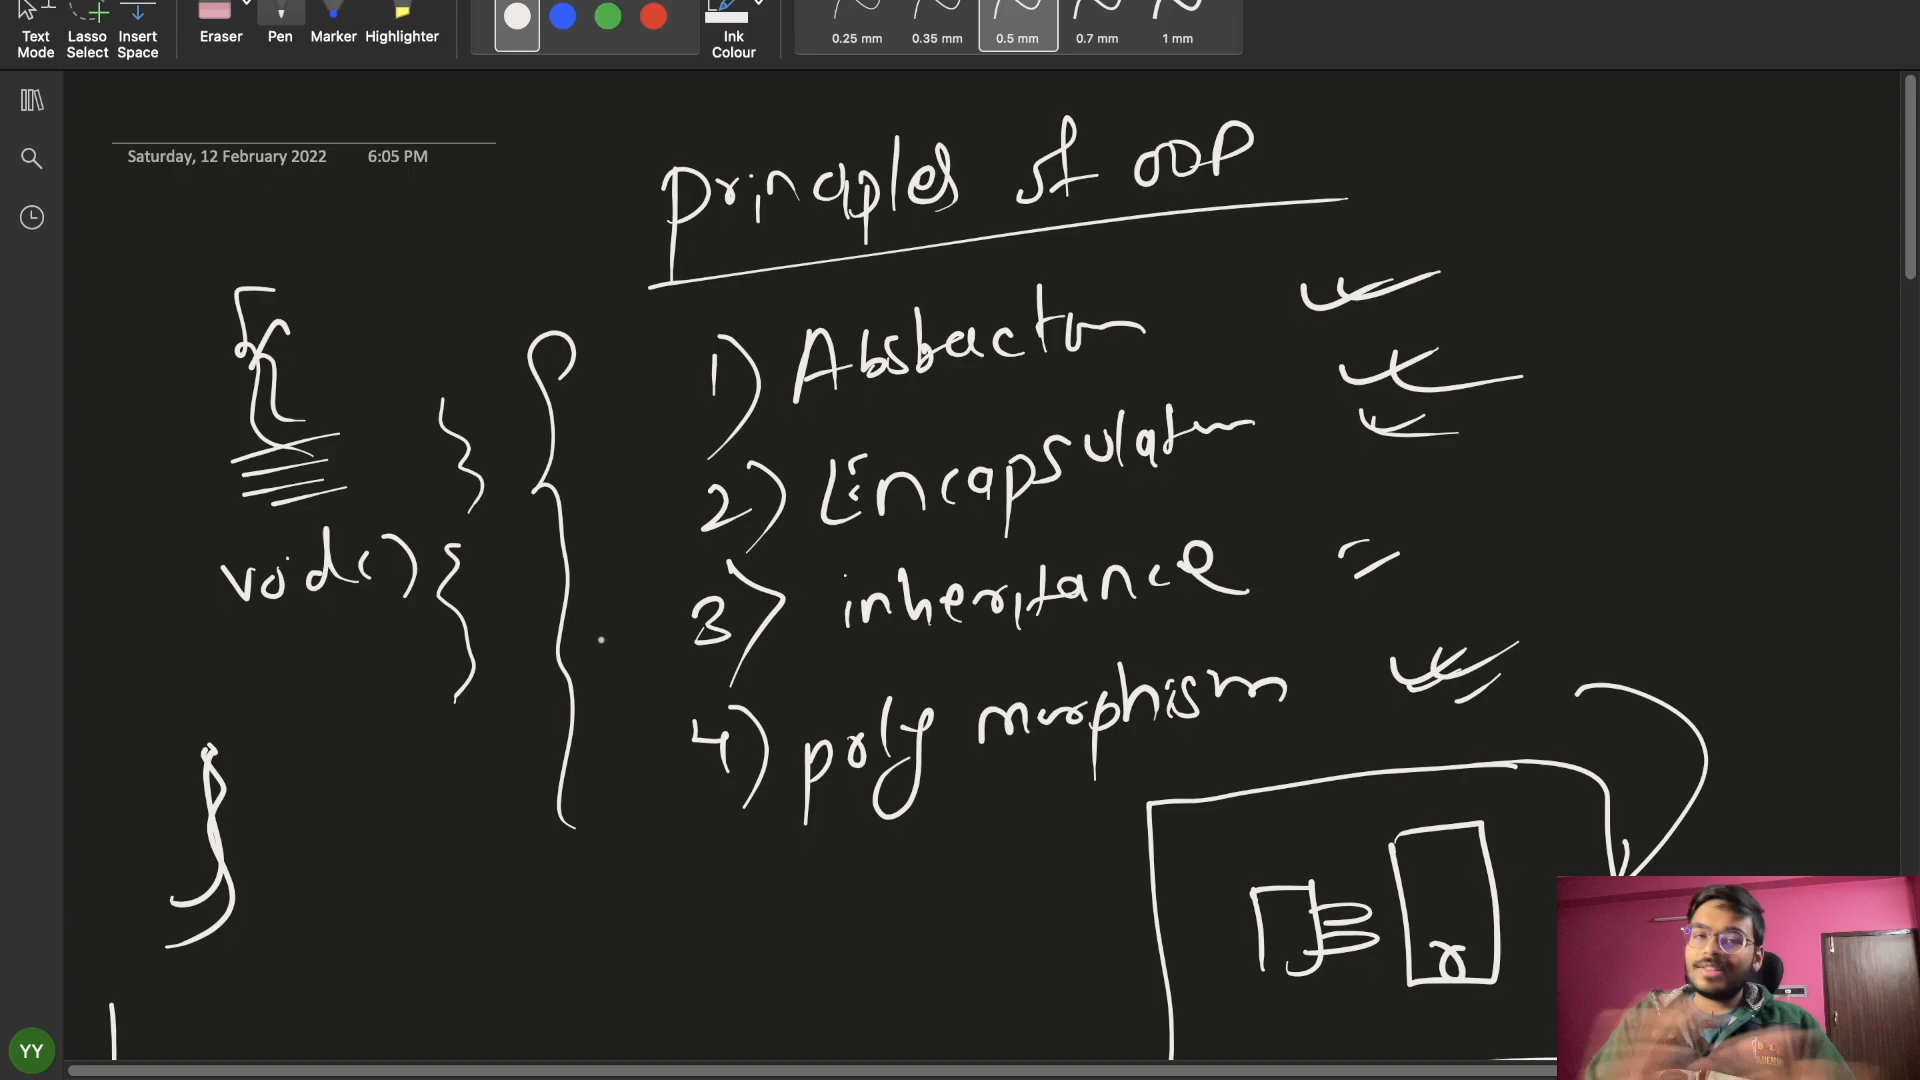 Text Mode
Lasso Select
Insert Space
Eraser
Pen
Marker
Highlighter
Ink Colour
0.25 mm
0.35 mm
0.5 mm
0.7 mm
1 mm
Saturday, 12 February 2022 6:05 PM
principles of OOP
1) Abstraction
2) Encapsulation
3) inheritance
4) poly morphism
void() {
YY